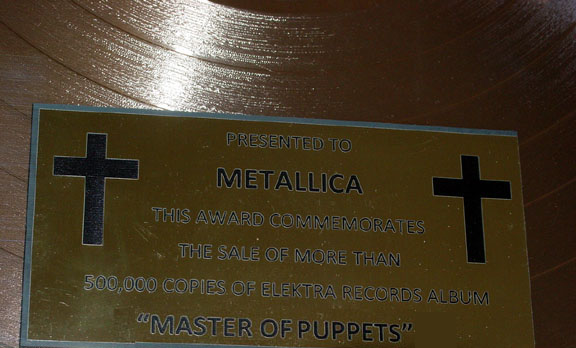 PRESENTED TO
METALLICA
THIS AWARD COMMEMORATES
THE SALE OF MORE THAN
500,000 COPIES OF ELEKTRA RECORDS ALBUM
"MASTER OF PUPPETS"